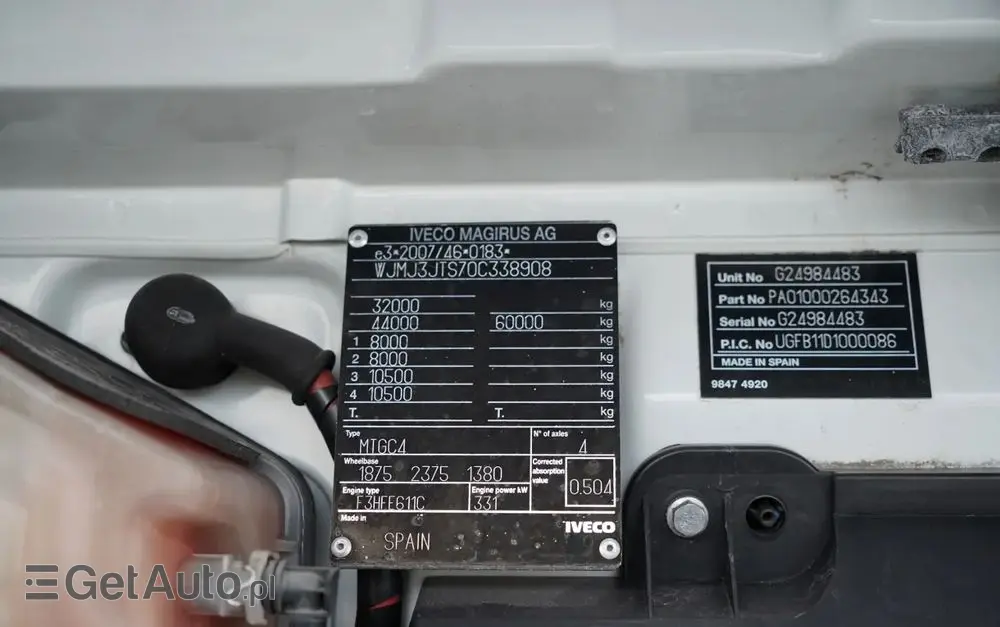 IVECO MAGIRUS AG
e3*2007/46*0183*
WJMJ3JTS70C338908
32000 kg
44000 60000 kg
1 8000 kg
2 8000 kg
3 10500 kg
4 10500 kg
T. T. kg
Type N° of axles
MTGC4 4
Wheelbase Corrected absorption value
1875 2375 1380 0.504
Engine type Engine power kW
F3HFE611C 331
Made in IVECO
SPAIN
Unit No G24984483
Part No PA01000264343
Serial No G24984483
P.I.C. No UGFB11D1000086
MADE IN SPAIN
9847 4920
GetAuto.pl